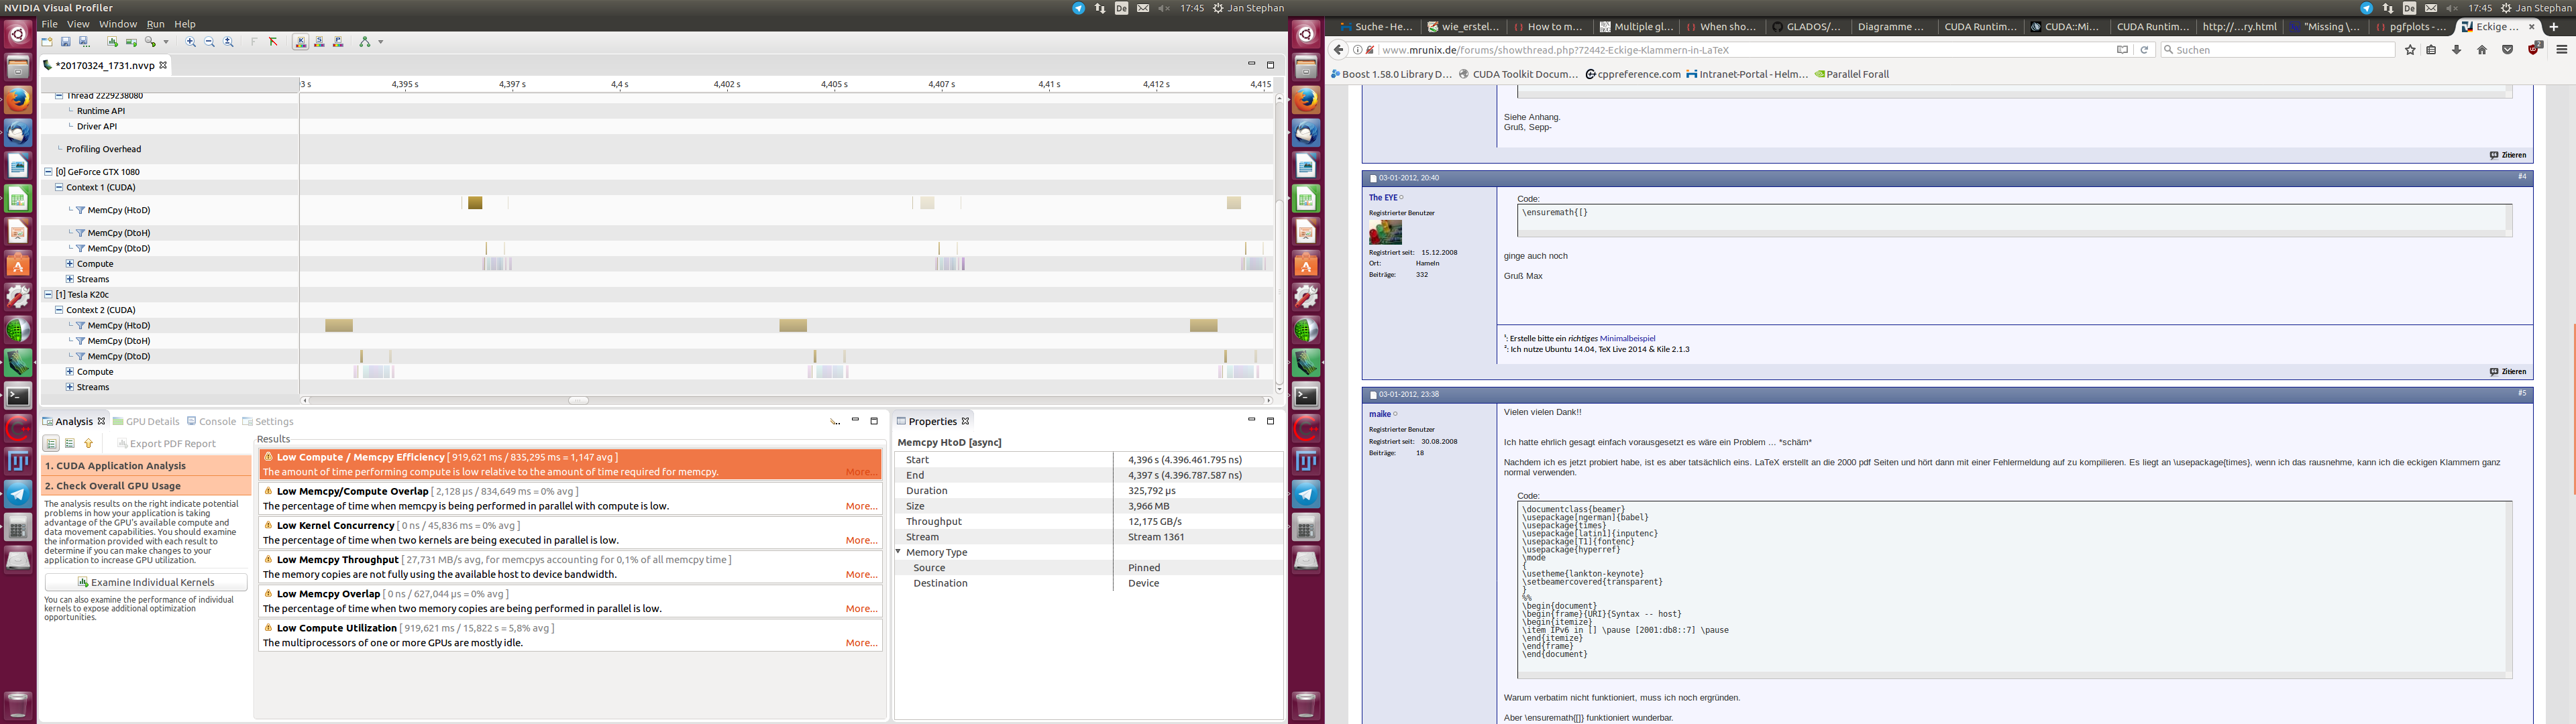 NVIDIA Visual Profiler
De
17:45
Jan Stephan
File View Window Run Help
*20170324_1731.nvvp
4,395 s
4,397 s
4,4 s
4,402 s
4,405 s
4,407 s
4,41 s
4,412 s
4,415
Thread 2229238080
Runtime API
Driver API
Profiling Overhead
[0] GeForce GTX 1080
Context 1 (CUDA)
MemCpy (HtoD)
MemCpy (DtoH)
MemCpy (DtoD)
Compute
Streams
[1] Tesla K20c
Context 2 (CUDA)
MemCpy (HtoD)
MemCpy (DtoH)
MemCpy (DtoD)
Compute
Streams
Analysis
GPU Details
Console
Settings
Export PDF Report
1. CUDA Application Analysis
2. Check Overall GPU Usage
The analysis results on the right indicate potential
problems in how your application is taking
advantage of the GPU's available compute and
data movement capabilities. You should examine
the information provided with each result to
determine if you can make changes to your
application to increase GPU utilization.
Examine Individual Kernels
You can also examine the performance of individual
kernels to expose additional optimization
opportunities.
Results
Low Compute / Memcpy Efficiency [ 919,621 ms / 835,295 ms = 1,147 avg ]
The amount of time performing compute is low relative to the amount of time required for memcpy.
More...
Low Memcpy/Compute Overlap [ 2,128 µs / 834,649 ms = 0% avg ]
The percentage of time when memcpy is being performed in parallel with compute is low.
More...
Low Kernel Concurrency [ 0 ns / 45,836 ms = 0% avg ]
The percentage of time when two kernels are being executed in parallel is low.
More...
Low Memcpy Throughput [ 27,731 MB/s avg, for memcpys accounting for 0,1% of all memcpy time ]
The memory copies are not fully using the available host to device bandwidth.
More...
Low Memcpy Overlap [ 0 ns / 627,044 µs = 0% avg ]
The percentage of time when two memory copies are being performed in parallel is low.
More...
Low Compute Utilization [ 919,621 ms / 15,822 s = 5,8% avg ]
The multiprocessors of one or more GPUs are mostly idle.
More...
Properties
Memcpy HtoD [async]
Start 4,396 s (4.396.461.795 ns)
End 4,397 s (4.396.787.587 ns)
Duration 325,792 µs
Size 3,966 MB
Throughput 12,175 GB/s
Stream Stream 1361
Memory Type
Source Pinned
Destination Device
De
17:45
Jan Stephan
Suche - He...
wie_erstel...
How to m...
Multiple gl...
When sho...
GLADOS/...
Diagramme ...
CUDA Runtim...
CUDA::Mi...
CUDA Runtim...
http://...ry.html
"Missing \...
pgfplots - ...
Eckige ...
www.mrunix.de/forums/showthread.php?72442-Eckige-Klammern-in-LaTeX
Suchen
Boost 1.58.0 Library D...
CUDA Toolkit Docum...
cppreference.com
Intranet-Portal - Helm...
Parallel Forall
Siehe Anhang.
Gruß, Sepp-
Zitieren
03-01-2012, 20:40
#4
The EYE
Registrierter Benutzer
Registriert seit: 15.12.2008
Ort: Hameln
Beiträge: 332
Code:
\ensuremath{[}
ginge auch noch
Gruß Max
¹: Erstelle bitte ein richtiges Minimalbeispiel
²: Ich nutze Ubuntu 14.04, TeX Live 2014 & Kile 2.1.3
Zitieren
03-01-2012, 23:38
#5
maike
Registrierter Benutzer
Registriert seit: 30.08.2008
Beiträge: 18
Vielen vielen Dank!!
Ich hatte ehrlich gesagt einfach vorausgesetzt es wäre ein Problem ... *schäm*
Nachdem ich es jetzt probiert habe, ist es aber tatsächlich eins. LaTeX erstellt an die 2000 pdf Seiten und hört dann mit einer Fehlermeldung auf zu kompilieren. Es liegt an \usepackage{times}, wenn ich das rausnehme, kann ich die eckigen Klammern ganz
normal verwenden.
Code:
\documentclass{beamer}
\usepackage[ngerman]{babel}
\usepackage{times}
\usepackage[latin1]{inputenc}
\usepackage[T1]{fontenc}
\usepackage{hyperref}
\mode
{
\usetheme{lankton-keynote}
\setbeamercovered{transparent}
}
%%
\begin{document}
\begin{frame}{URI}{Syntax -- host}
\begin{itemize}
\item IPv6 in [] \pause [2001:db8::7] \pause
\end{itemize}
\end{frame}
\end{document}
Warum verbatim nicht funktioniert, muss ich noch ergründen.
Aber \ensuremath{[]} funktioniert wunderbar.